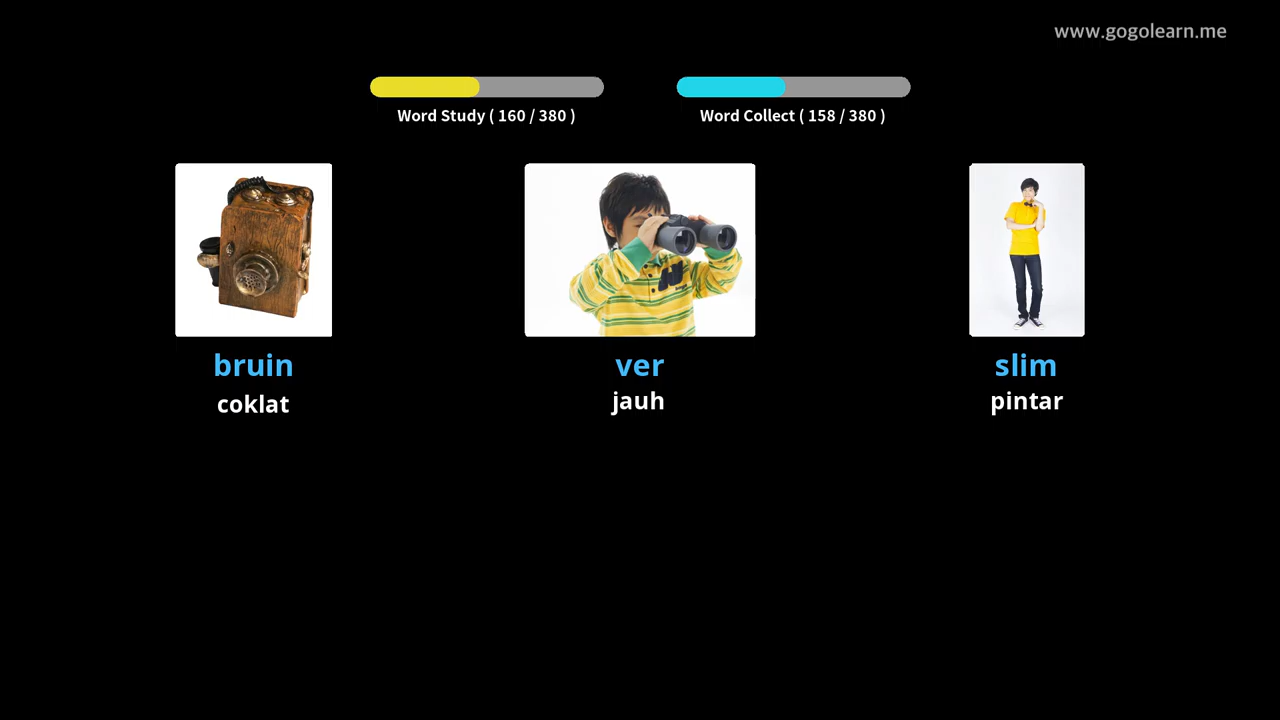 www.gogolearn.me
Word Study ( 160 / 380 )
Word Collect ( 158 / 380 )
bruin
coklat
ver
jauh
slim
pintar